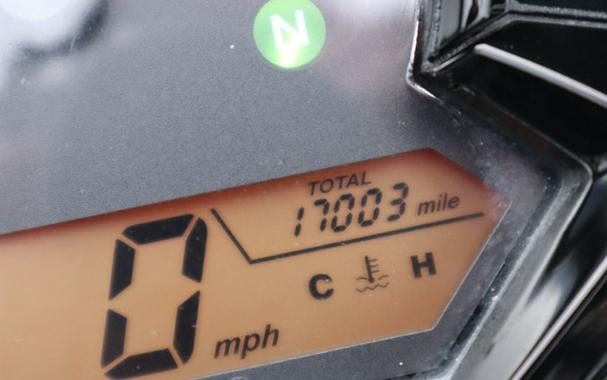 N
TOTAL
17003 mile
C H
0 mph